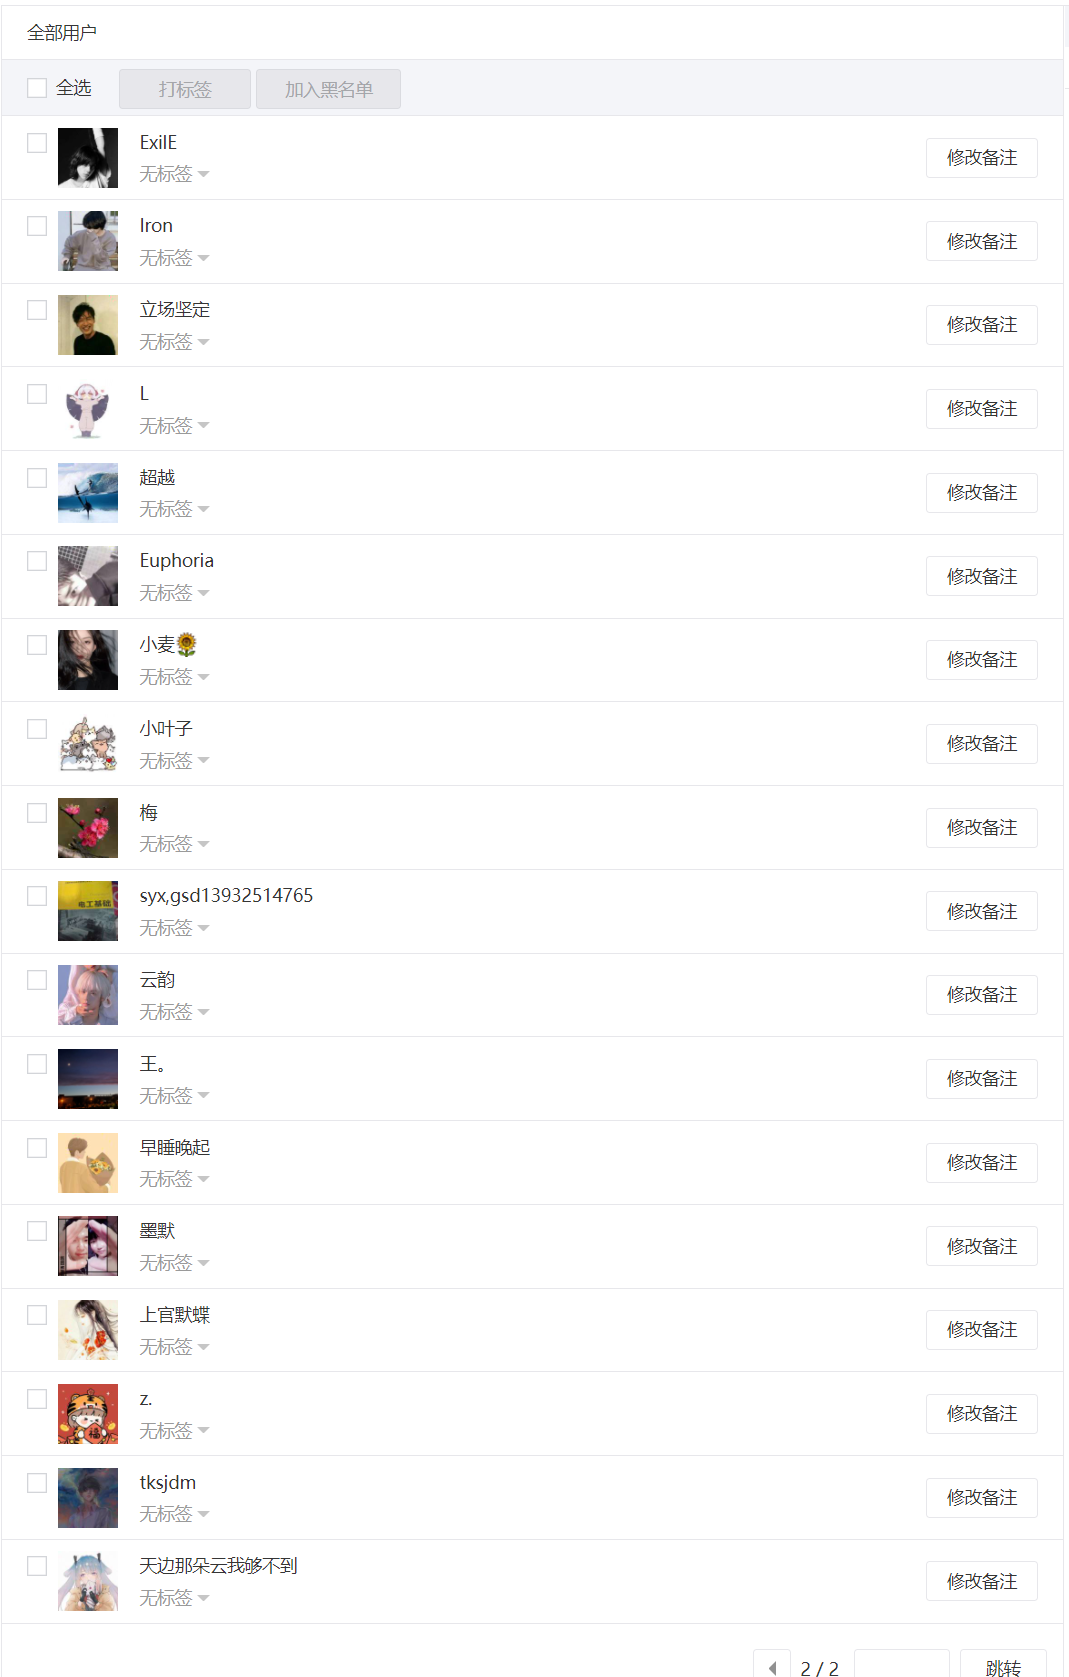 全部用户
全选 打标签 加入黑名单
ExilE
无标签
修改备注
Iron
无标签
修改备注
立场坚定
无标签
修改备注
L
无标签
修改备注
超越
无标签
修改备注
Euphoria
无标签
修改备注
小麦🌻
无标签
修改备注
小叶子
无标签
修改备注
梅
无标签
修改备注
电工基础
syx,gsd13932514765
无标签
修改备注
云韵
无标签
修改备注
王。
无标签
修改备注
早睡晚起
无标签
修改备注
墨默
无标签
修改备注
上官默蝶
无标签
修改备注
福
z.
无标签
修改备注
tksjdm
无标签
修改备注
天边那朵云我够不到
无标签
修改备注
2 / 2 跳转